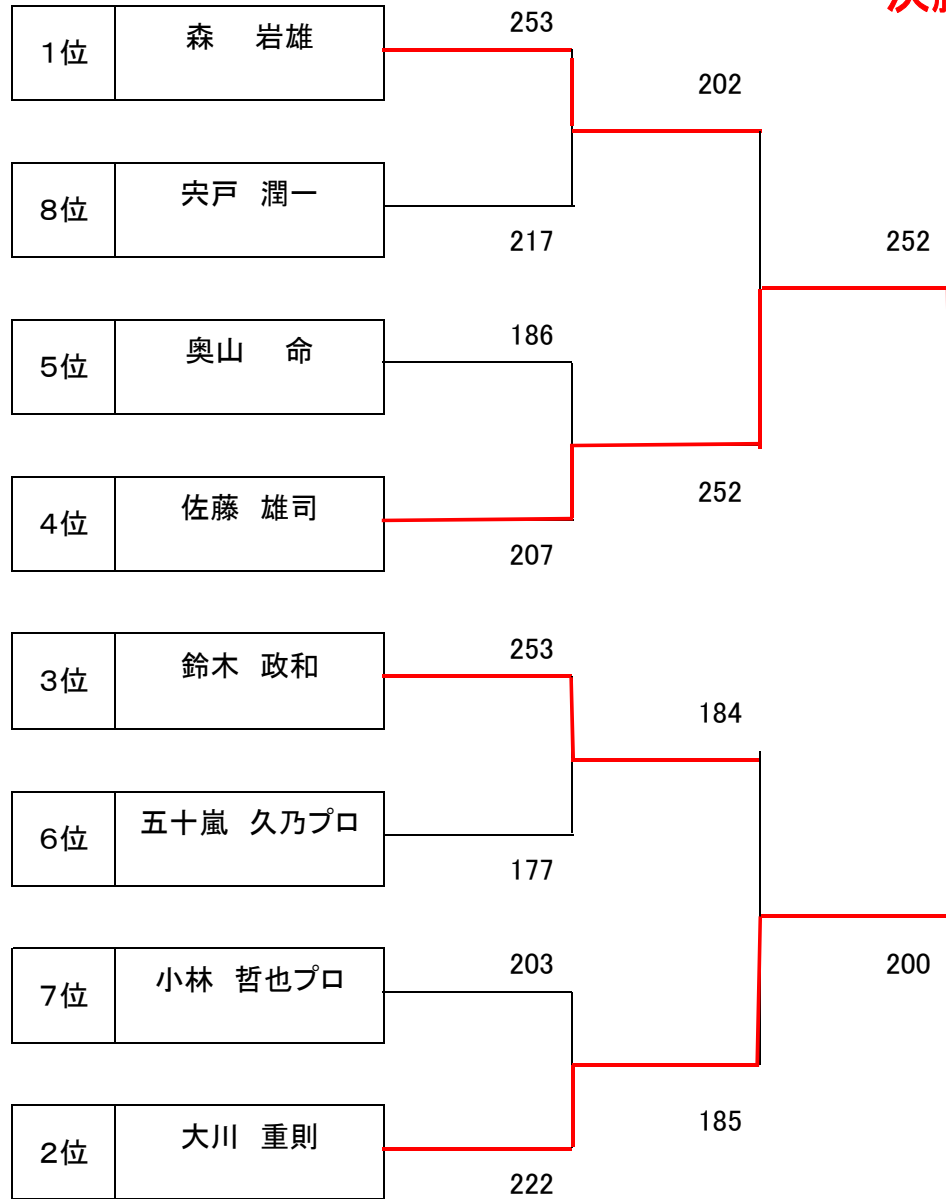 決勝
253
1位 森 岩雄
202
8位 宍戸 潤一
217
252
186
5位 奥山 命
252
4位 佐藤 雄司
207
253
3位 鈴木 政和
184
6位 五十嵐 久乃プロ
177
203
200
7位 小林 哲也プロ
185
2位 大川 重則
222